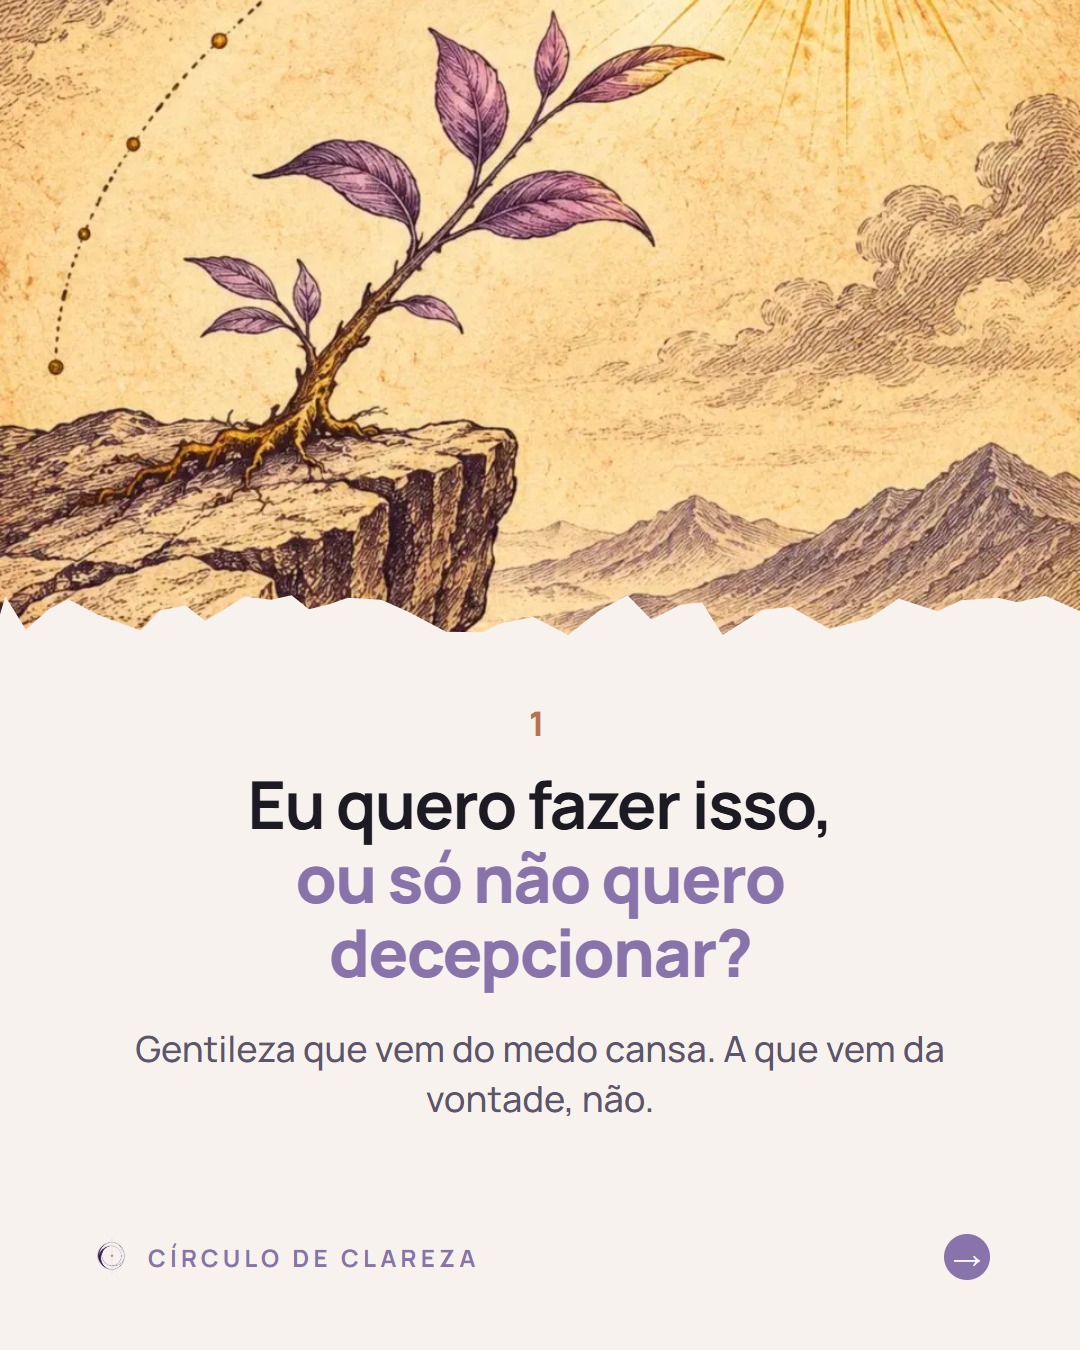 1
Eu quero fazer isso,
ou só não quero
decepcionar?
Gentileza que vem do medo cansa. A que vem da
vontade, não.
CÍRCULO DE CLAREZA
→